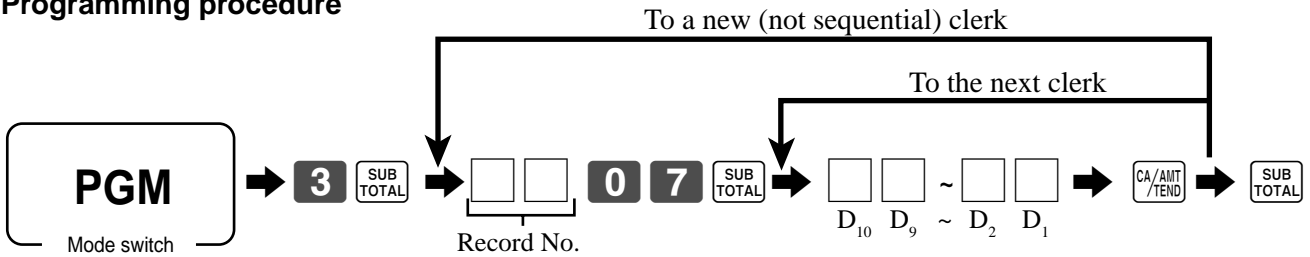 Programming procedure
To a new (not sequential) clerk
To the next clerk
PGM
Mode switch
3 SUB TOTAL
Record No.
0 7 SUB TOTAL
~
D10 D9 ~ D2 D1
CA/AMT /TEND
SUB TOTAL